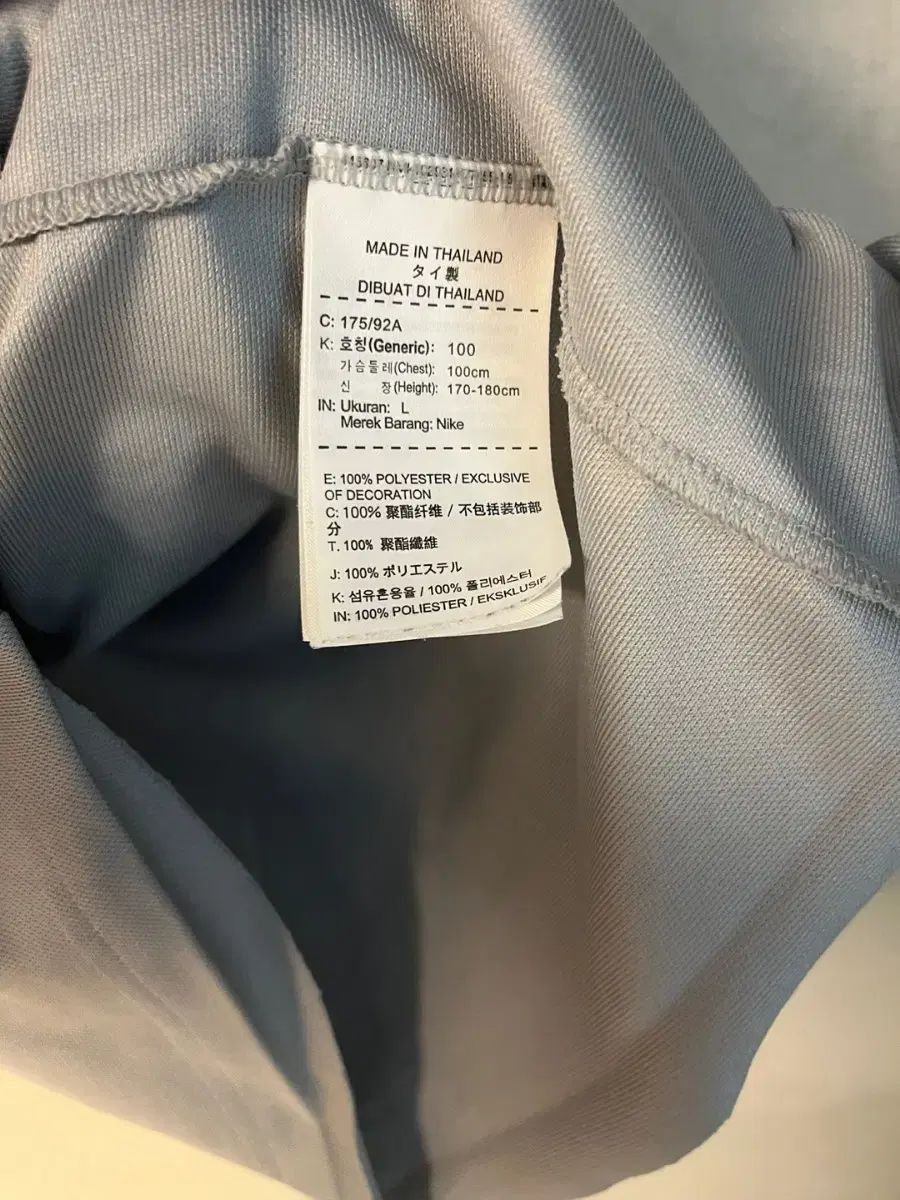 MADE IN THAILAND
タイ製
DIBUAT DI THAILAND
C: 175/92A
K: 호칭(Generic): 100
가슴둘레(Chest): 100cm
신 장(Height): 170-180cm
IN: Ukuran: L
Merek Barang: Nike
E: 100% POLYESTER / EXCLUSIVE
OF DECORATION
C: 100% 聚酯纤维 / 不包括装饰部
分
T. 100% 聚酯纖維
J: 100% ポリエステル
K: 섬유혼용율 / 100% 폴리에스터
IN: 100% POLIESTER / EKSKLUSIF